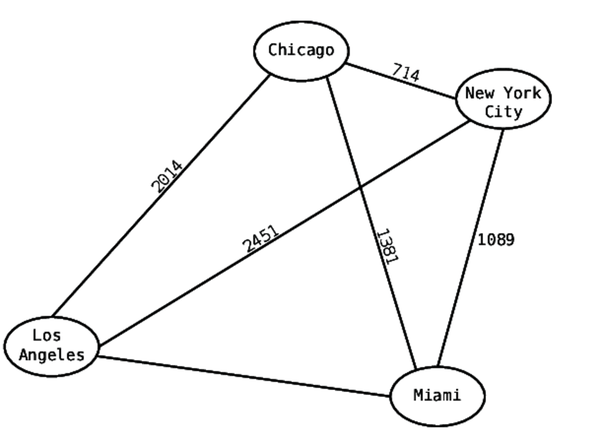 Chicago
714
New York
City
2014
2451
1381
1089
Los
Angeles
Miami